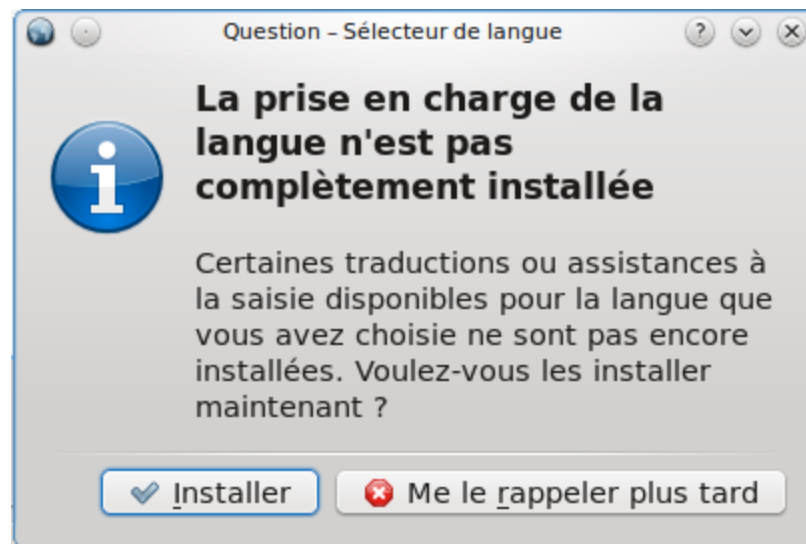 Question – Sélecteur de langue
La prise en charge de la
langue n'est pas
complètement installée
Certaines traductions ou assistances à
la saisie disponibles pour la langue que
vous avez choisie ne sont pas encore
installées. Voulez-vous les installer
maintenant ?
Installer
Me le rappeler plus tard